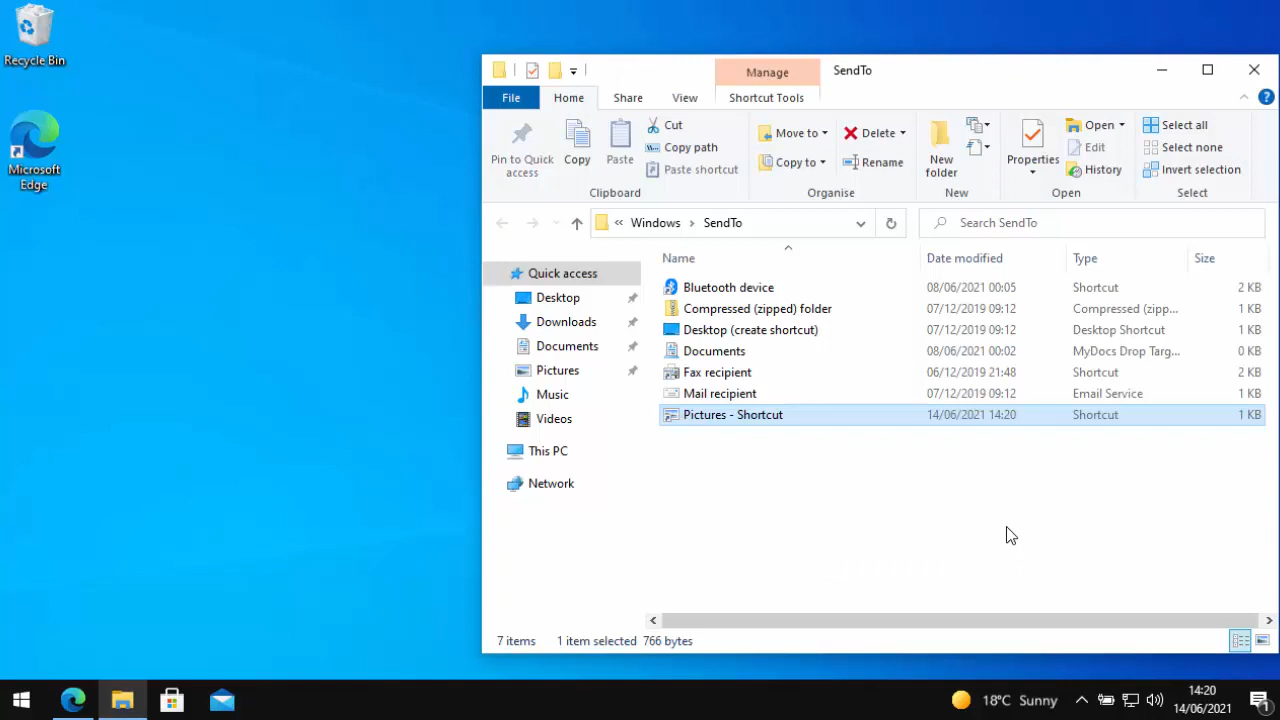 Recycle Bin
Microsoft
Edge
Manage
SendTo
File
Home
Share
View
Shortcut Tools
Pin to Quick
access
Copy
Paste
Cut
Copy path
Paste shortcut
Clipboard
Move to
Copy to
Delete
Rename
Organise
New
folder
New
Properties
Open
Edit
History
Open
Select all
Select none
Invert selection
Select
« Windows › SendTo
Search SendTo
Name Date modified Type Size
Quick access
Desktop
Downloads
Documents
Pictures
Music
Videos
This PC
Network
Bluetooth device 08/06/2021 00:05 Shortcut 2 KB
Compressed (zipped) folder 07/12/2019 09:12 Compressed (zipp... 1 KB
Desktop (create shortcut) 07/12/2019 09:12 Desktop Shortcut 1 KB
Documents 08/06/2021 00:02 MyDocs Drop Targ... 0 KB
Fax recipient 06/12/2019 21:48 Shortcut 2 KB
Mail recipient 07/12/2019 09:12 Email Service 1 KB
Pictures - Shortcut 14/06/2021 14:20 Shortcut 1 KB
7 items 1 item selected 766 bytes
18°C Sunny
14:20
14/06/2021
1